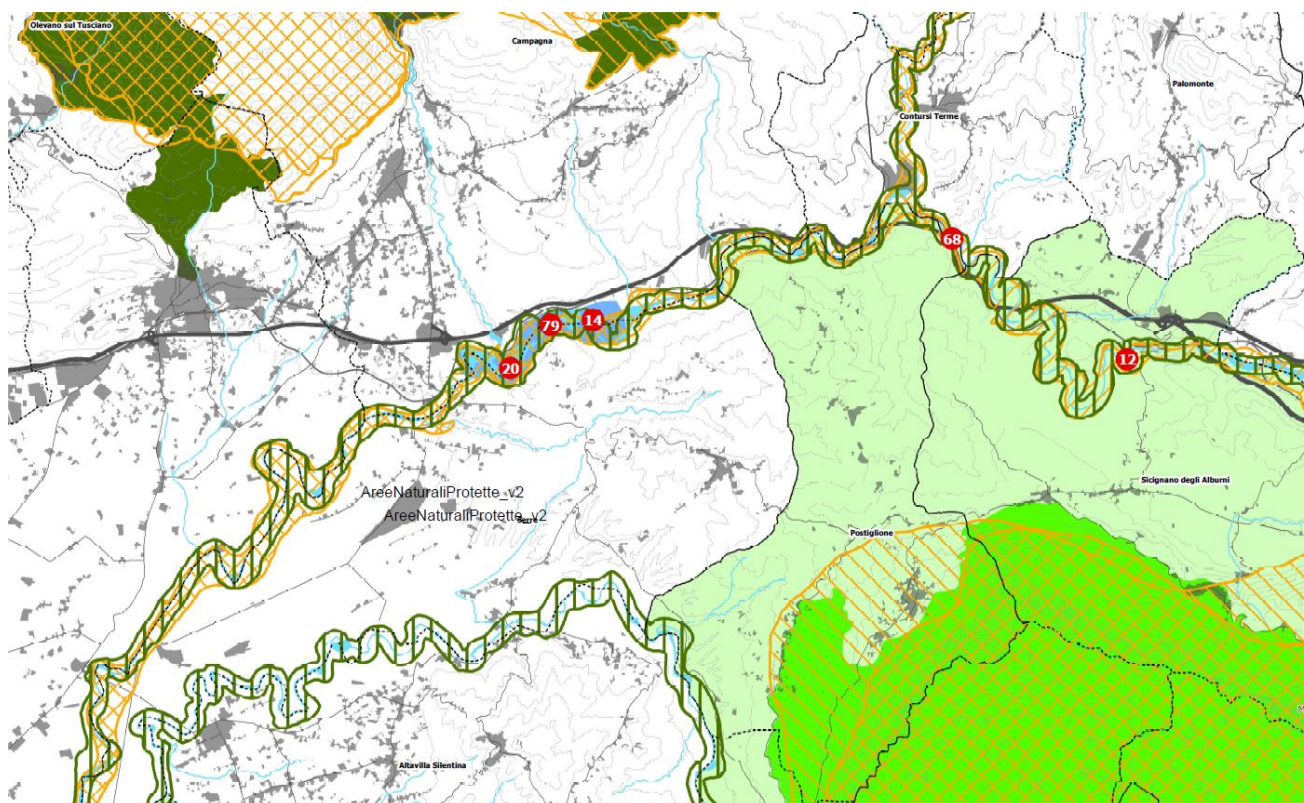 Olevano sul Tusciano
Campagna
Palomonte
Contursi Terme
68
79
14
20
12
Sicignano degli Alburni
AreeNaturaliProtette_v2
AreeNaturaliProtette_v2
Serre
Postiglione
Altavilla Silentina